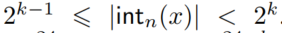 2^{k−1} ⩽ |int_n(x)| < 2^k.